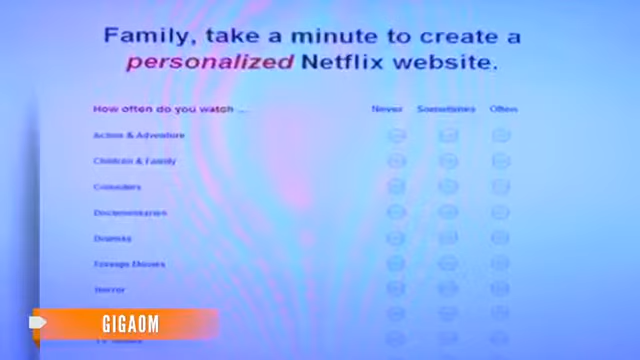 Family, take a minute to create a
personalized Netflix website.
How often do you watch ...
Never Sometimes Often
Action & Adventure
Children & Family
Comedies
Documentaries
Dramas
Foreign Movies
Horror
GIGAOM